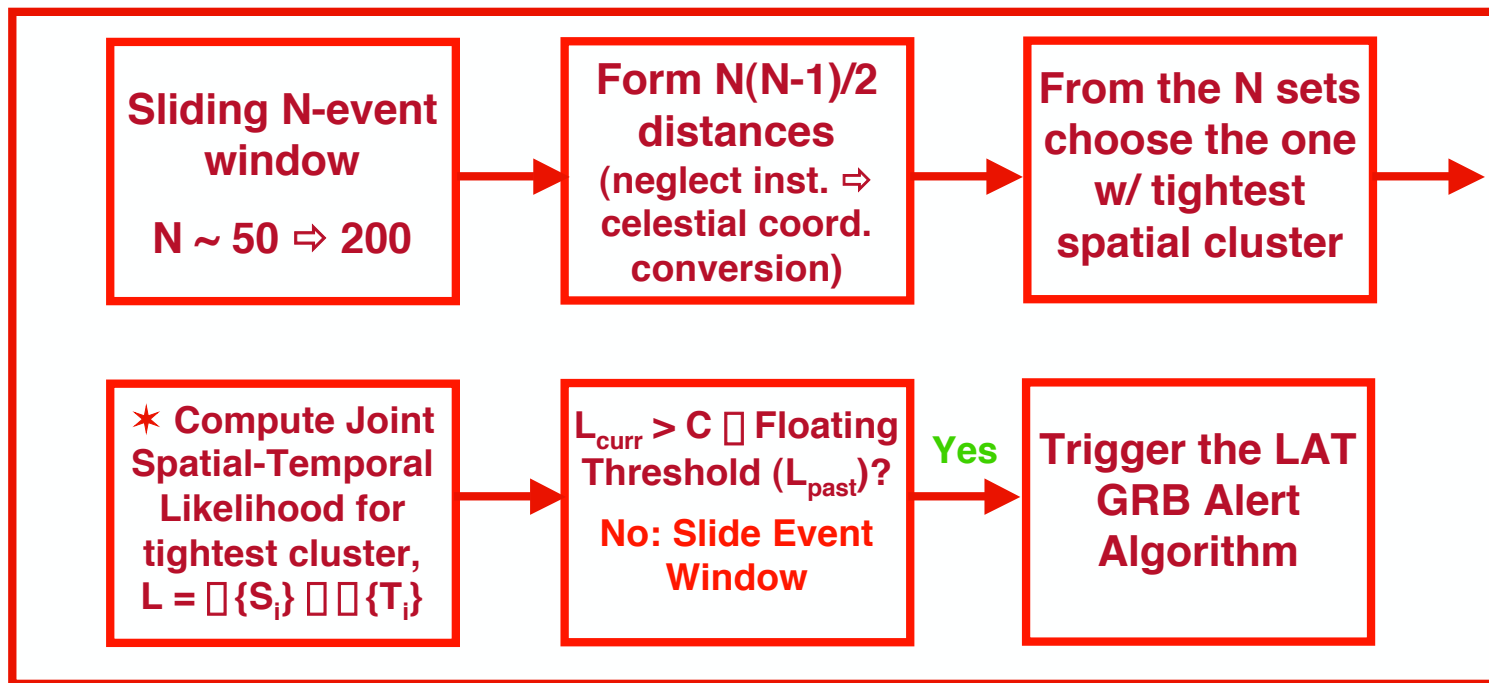 Sliding N-event
window
N ~ 50 ⇨ 200
Form N(N-1)/2
distances
(neglect inst. ⇨
celestial coord.
conversion)
From the N sets
choose the one
w/ tightest
spatial cluster
✶ Compute Joint
Spatial-Temporal
Likelihood for
tightest cluster,
L = ▯{Sᵢ} ▯ ▯{Tᵢ}
L_curr > C ▯ Floating
Threshold (L_past)?
No: Slide Event
Window
Yes
Trigger the LAT
GRB Alert
Algorithm